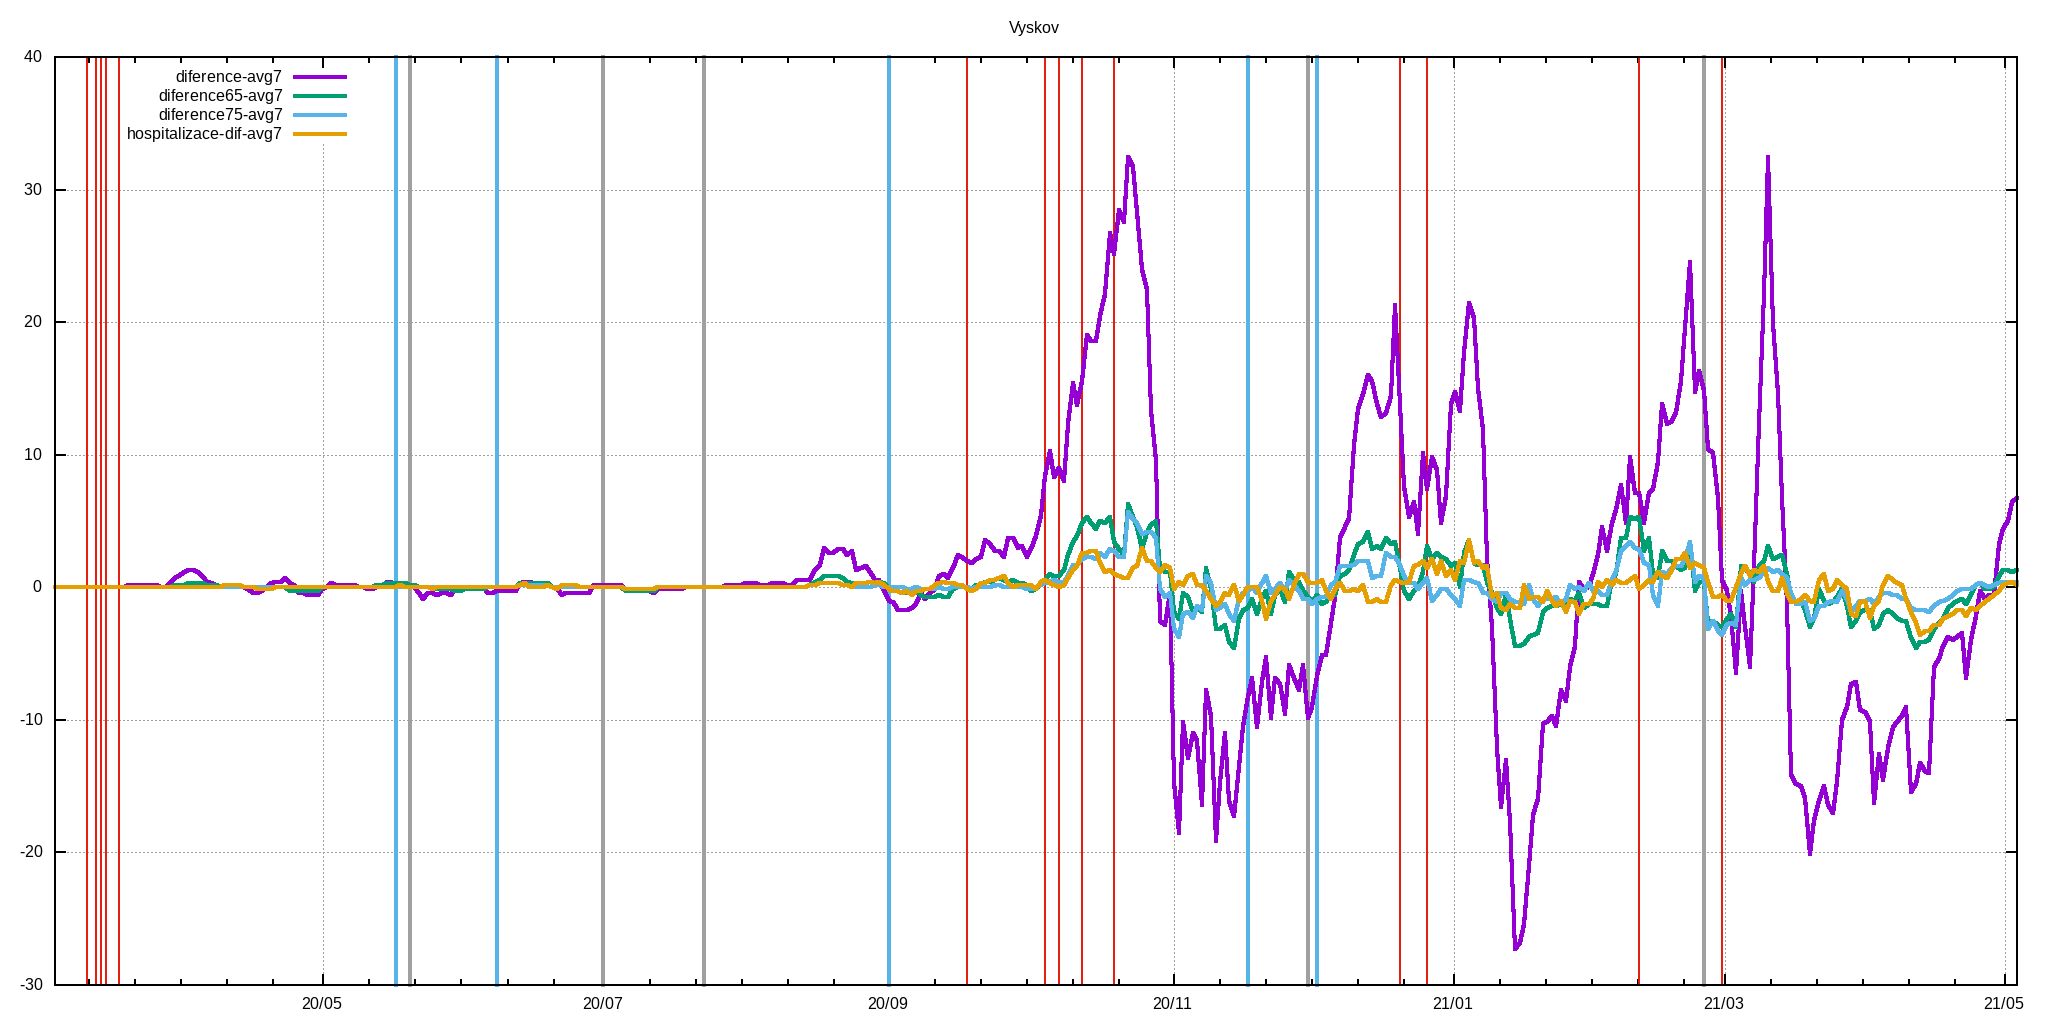 Vyskov
diference-avg7
diference65-avg7
diference75-avg7
hospitalizace-dif-avg7
40
30
20
10
0
-10
-20
-30
20/05 20/07 20/09 20/11 21/01 21/03 21/05